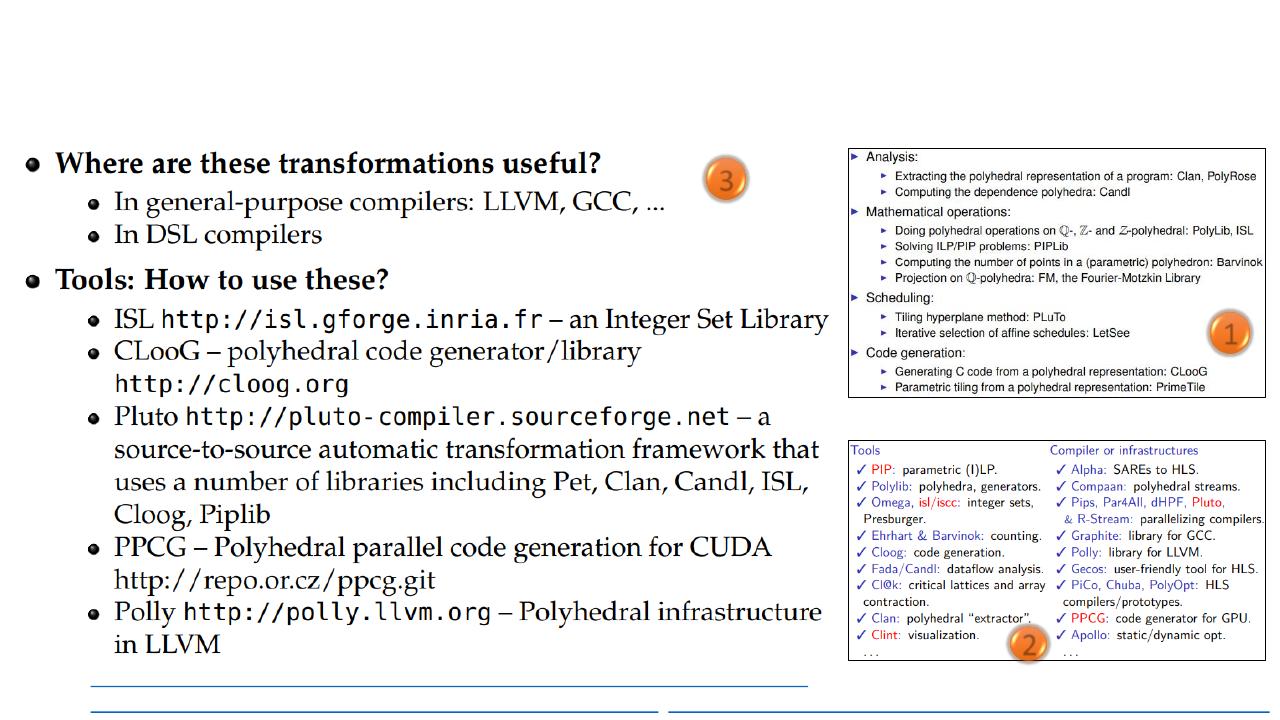 Where are these transformations useful?
In general-purpose compilers: LLVM, GCC, ...
In DSL compilers
Tools: How to use these?
ISL http://isl.gforge.inria.fr – an Integer Set Library
CLooG – polyhedral code generator/library
http://cloog.org
Pluto http://pluto-compiler.sourceforge.net – a
source-to-source automatic transformation framework that
uses a number of libraries including Pet, Clan, Candl, ISL,
Cloog, Piplib
PPCG – Polyhedral parallel code generation for CUDA
http://repo.or.cz/ppcg.git
Polly http://polly.llvm.org – Polyhedral infrastructure
in LLVM
3
Analysis:
Extracting the polyhedral representation of a program: Clan, PolyRose
Computing the dependence polyhedra: Candl
Mathematical operations:
Doing polyhedral operations on ℚ-, ℤ- and 𝒵-polyhedral: PolyLib, ISL
Solving ILP/PIP problems: PIPLib
Computing the number of points in a (parametric) polyhedron: Barvinok
Projection on ℚ-polyhedra: FM, the Fourier-Motzkin Library
Scheduling:
Tiling hyperplane method: PLuTo
Iterative selection of affine schedules: LetSee
Code generation:
Generating C code from a polyhedral representation: CLooG
Parametric tiling from a polyhedral representation: PrimeTile
1
Tools
✓ PIP: parametric (I)LP.
✓ Polylib: polyhedra, generators.
✓ Omega, isl/iscc: integer sets,
Presburger.
✓ Ehrhart & Barvinok: counting.
✓ Cloog: code generation.
✓ Fada/Candl: dataflow analysis.
✓ Cl@k: critical lattices and array
contraction.
✓ Clan: polyhedral “extractor”.
✓ Clint: visualization.
...
2
Compiler or infrastructures
✓ Alpha: SAREs to HLS.
✓ Compaan: polyhedral streams.
✓ Pips, Par4All, dHPF, Pluto,
& R-Stream: parallelizing compilers.
✓ Graphite: library for GCC.
✓ Polly: library for LLVM.
✓ Gecos: user-friendly tool for HLS.
✓ PiCo, Chuba, PolyOpt: HLS
compilers/prototypes.
✓ PPCG: code generator for GPU.
✓ Apollo: static/dynamic opt.
...